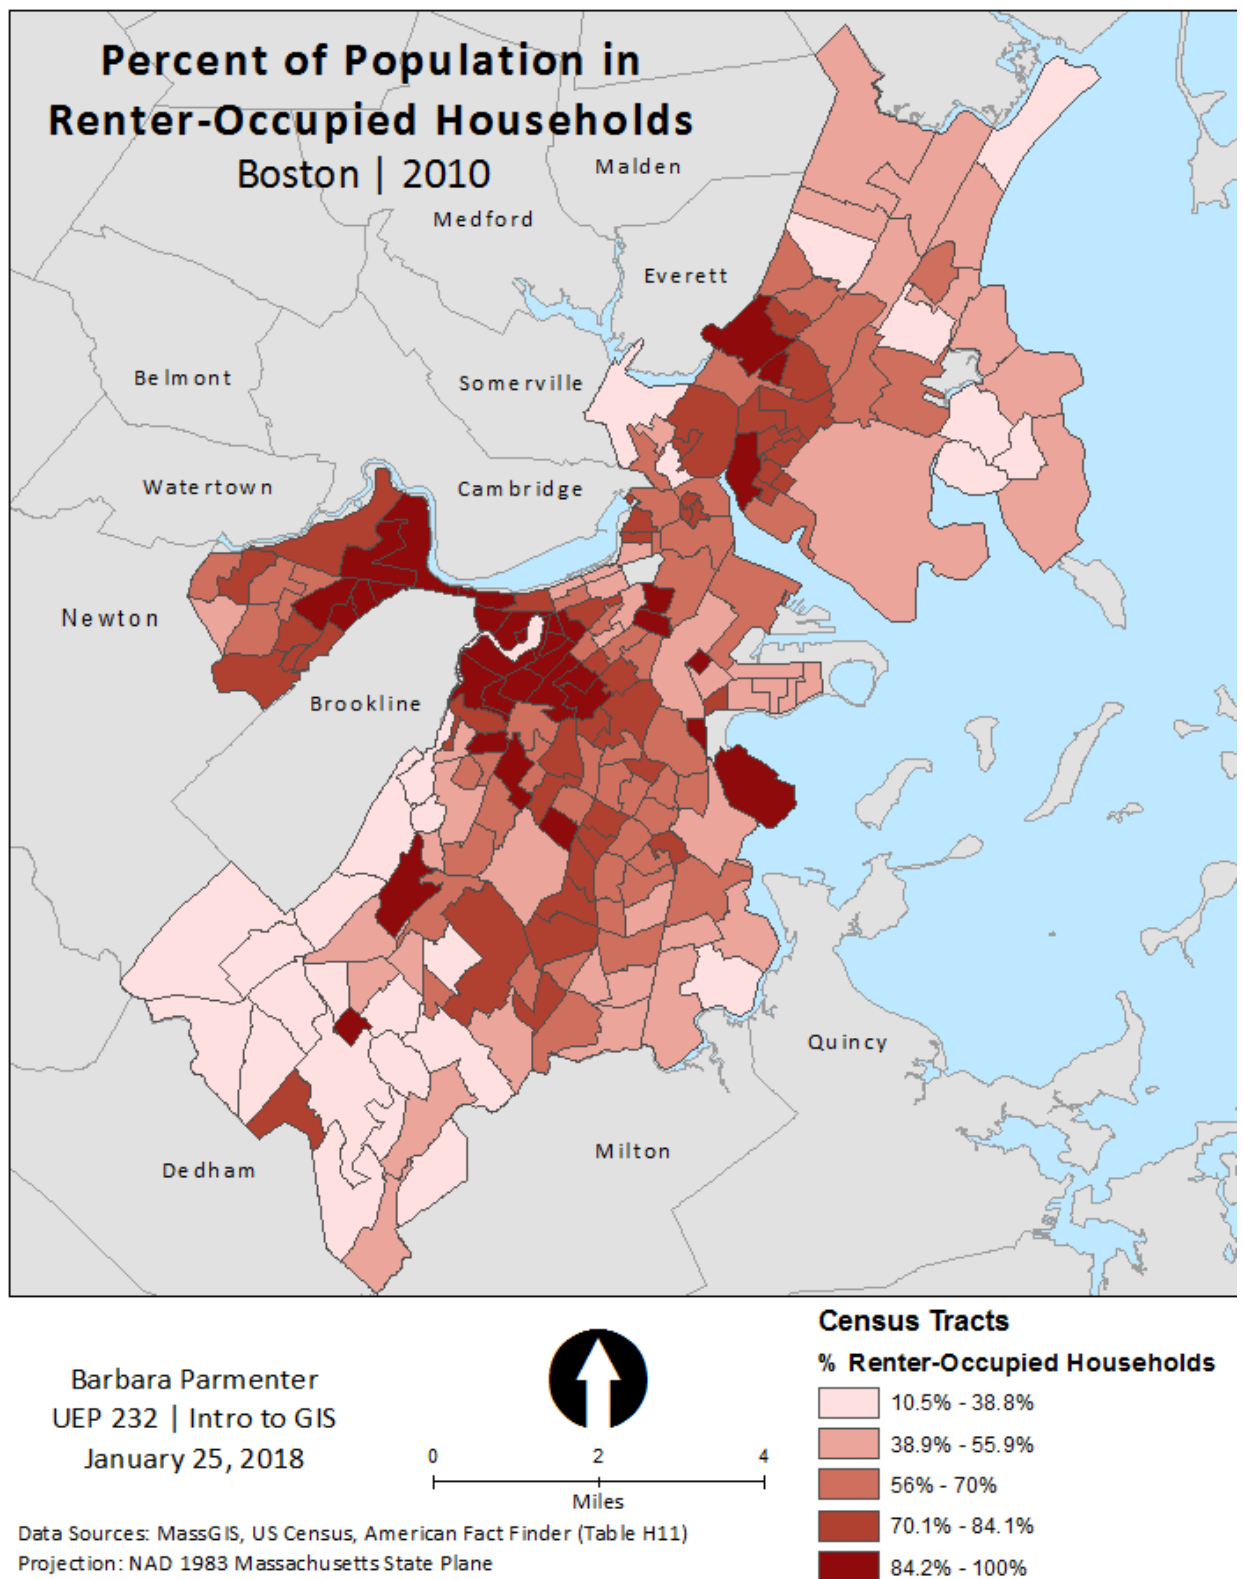 Percent of Population in
Renter-Occupied Households
Boston | 2010
Malden
Medford
Everett
Belmont
Somerville
Watertown
Cambridge
Newton
Brookline
Quincy
Milton
Dedham
Barbara Parmenter
UEP 232 | Intro to GIS
January 25, 2018
0 2 4
Miles
Data Sources: MassGIS, US Census, American Fact Finder (Table H11)
Projection: NAD 1983 Massachusetts State Plane
Census Tracts
% Renter-Occupied Households
10.5% - 38.8%
38.9% - 55.9%
56% - 70%
70.1% - 84.1%
84.2% - 100%